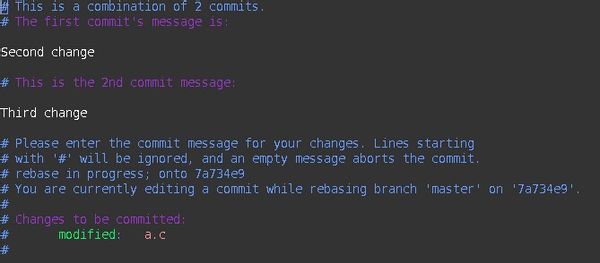 # This is a combination of 2 commits.
# The first commit's message is:
Second change
# This is the 2nd commit message:
Third change
# Please enter the commit message for your changes. Lines starting
# with '#' will be ignored, and an empty message aborts the commit.
# rebase in progress; onto 7a734e9
# You are currently editing a commit while rebasing branch 'master' on '7a734e9'.
#
# Changes to be committed:
#       modified:   a.c
#